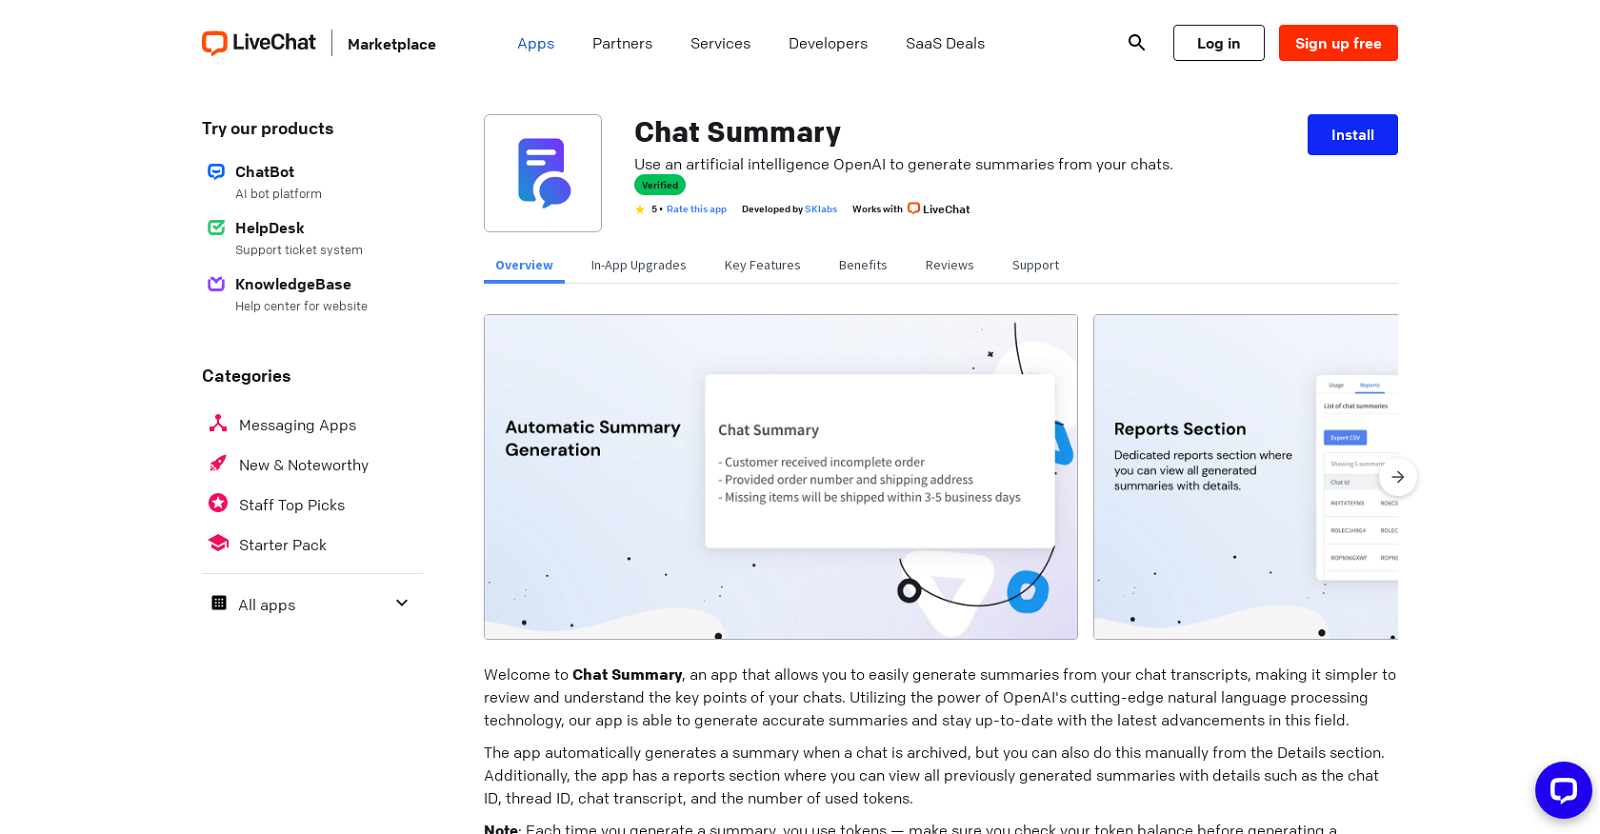 LiveChat
Marketplace
Apps
Partners
Services
Developers
SaaS Deals
Log in
Sign up free
Try our products
ChatBot
AI bot platform
HelpDesk
Support ticket system
KnowledgeBase
Help center for website
Categories
Messaging Apps
New & Noteworthy
Staff Top Picks
Starter Pack
All apps
Chat Summary
Install
Use an artificial intelligence OpenAI to generate summaries from your chats.
Verified
5 • Rate this app
Developed by SKlabs
Works with LiveChat
Overview
In-App Upgrades
Key Features
Benefits
Reviews
Support
Automatic Summary
Generation
Chat Summary
- Customer received incomplete order
- Provided order number and shipping address
- Missing items will be shipped within 3-5 business days
Reports Section
Dedicated reports section where
you can view all generated
summaries with details.
Usage
Reports
List of chat summaries
Export CSV
Showing 5 summarie
Chat id
R4YT4TEFMX
ROLEC1H9G4
ROPN96GXWF
Welcome to Chat Summary, an app that allows you to easily generate summaries from your chat transcripts, making it simpler to
review and understand the key points of your chats. Utilizing the power of OpenAI's cutting-edge natural language processing
technology, our app is able to generate accurate summaries and stay up-to-date with the latest advancements in this field.
The app automatically generates a summary when a chat is archived, but you can also do this manually from the Details section.
Additionally, the app has a reports section where you can view all previously generated summaries with details such as the chat
ID, thread ID, chat transcript, and the number of used tokens.
Note: Each time you generate a summary, you use tokens — make sure you check your token balance before generating a